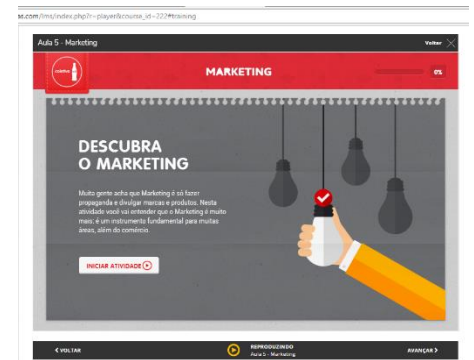 as.com/lms/index.php?r=player&course_id=222#training
Aula 5 - Marketing
Voltar
coletivo
MARKETING
0%
DESCUBRA
O MARKETING
Muita gente acha que Marketing é só fazer
propaganda e divulgar marcas e produtos. Nesta
atividade você vai entender que o Marketing é muito
mais: é um instrumento fundamental para muitas
áreas, além do comércio.
INICIAR ATIVIDADE
VOLTAR
REPRODUZINDO
Aula 5 - Marketing
AVANÇAR